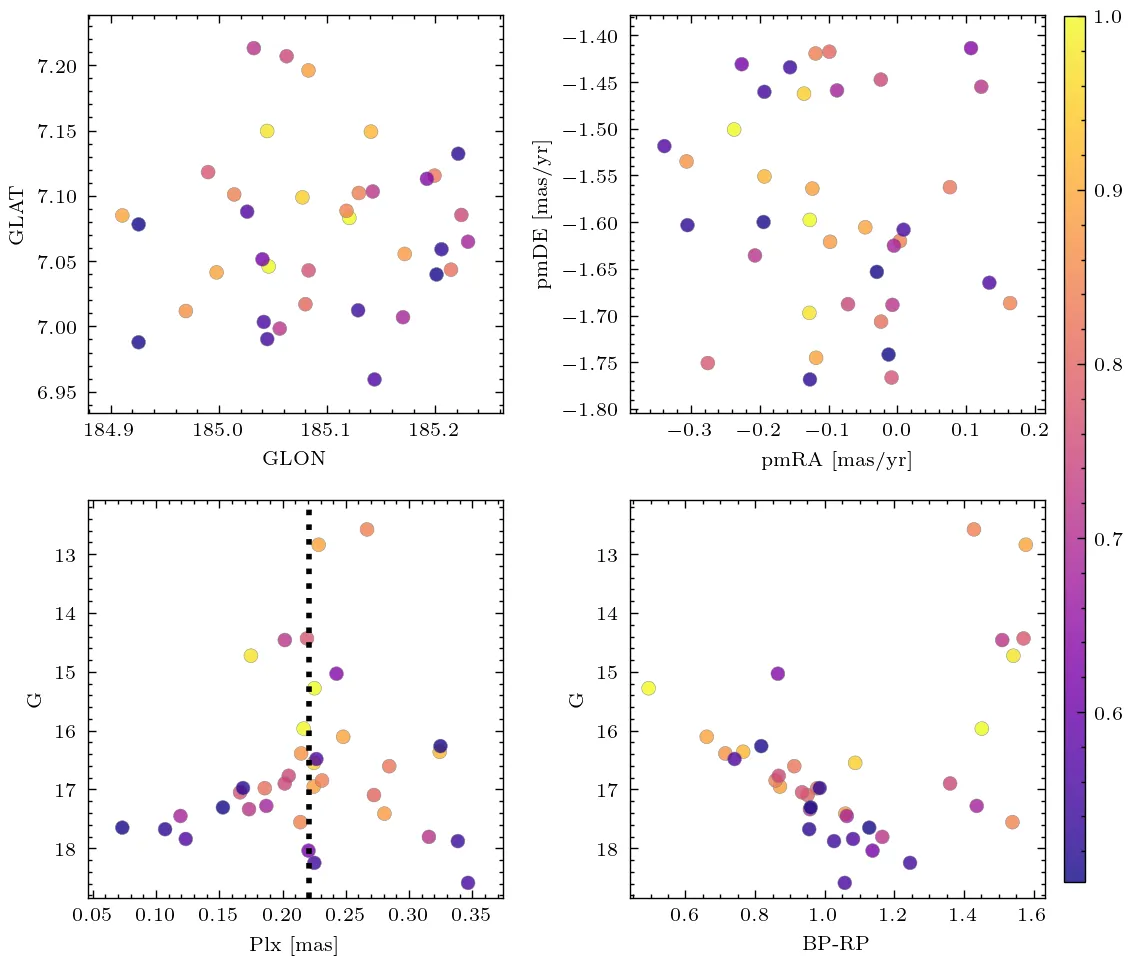 7.20
7.15
7.10
7.05
7.00
6.95
GLAT
184.9 185.0 185.1 185.2
GLON
−1.40
−1.45
−1.50
−1.55
−1.60
−1.65
−1.70
−1.75
−1.80
pmDE [mas/yr]
−0.3 −0.2 −0.1 0.0 0.1 0.2
pmRA [mas/yr]
1.0
0.9
0.8
0.7
0.6
13
14
15
16
17
18
G
0.05 0.10 0.15 0.20 0.25 0.30 0.35
Plx [mas]
13
14
15
16
17
18
G
0.6 0.8 1.0 1.2 1.4 1.6
BP-RP